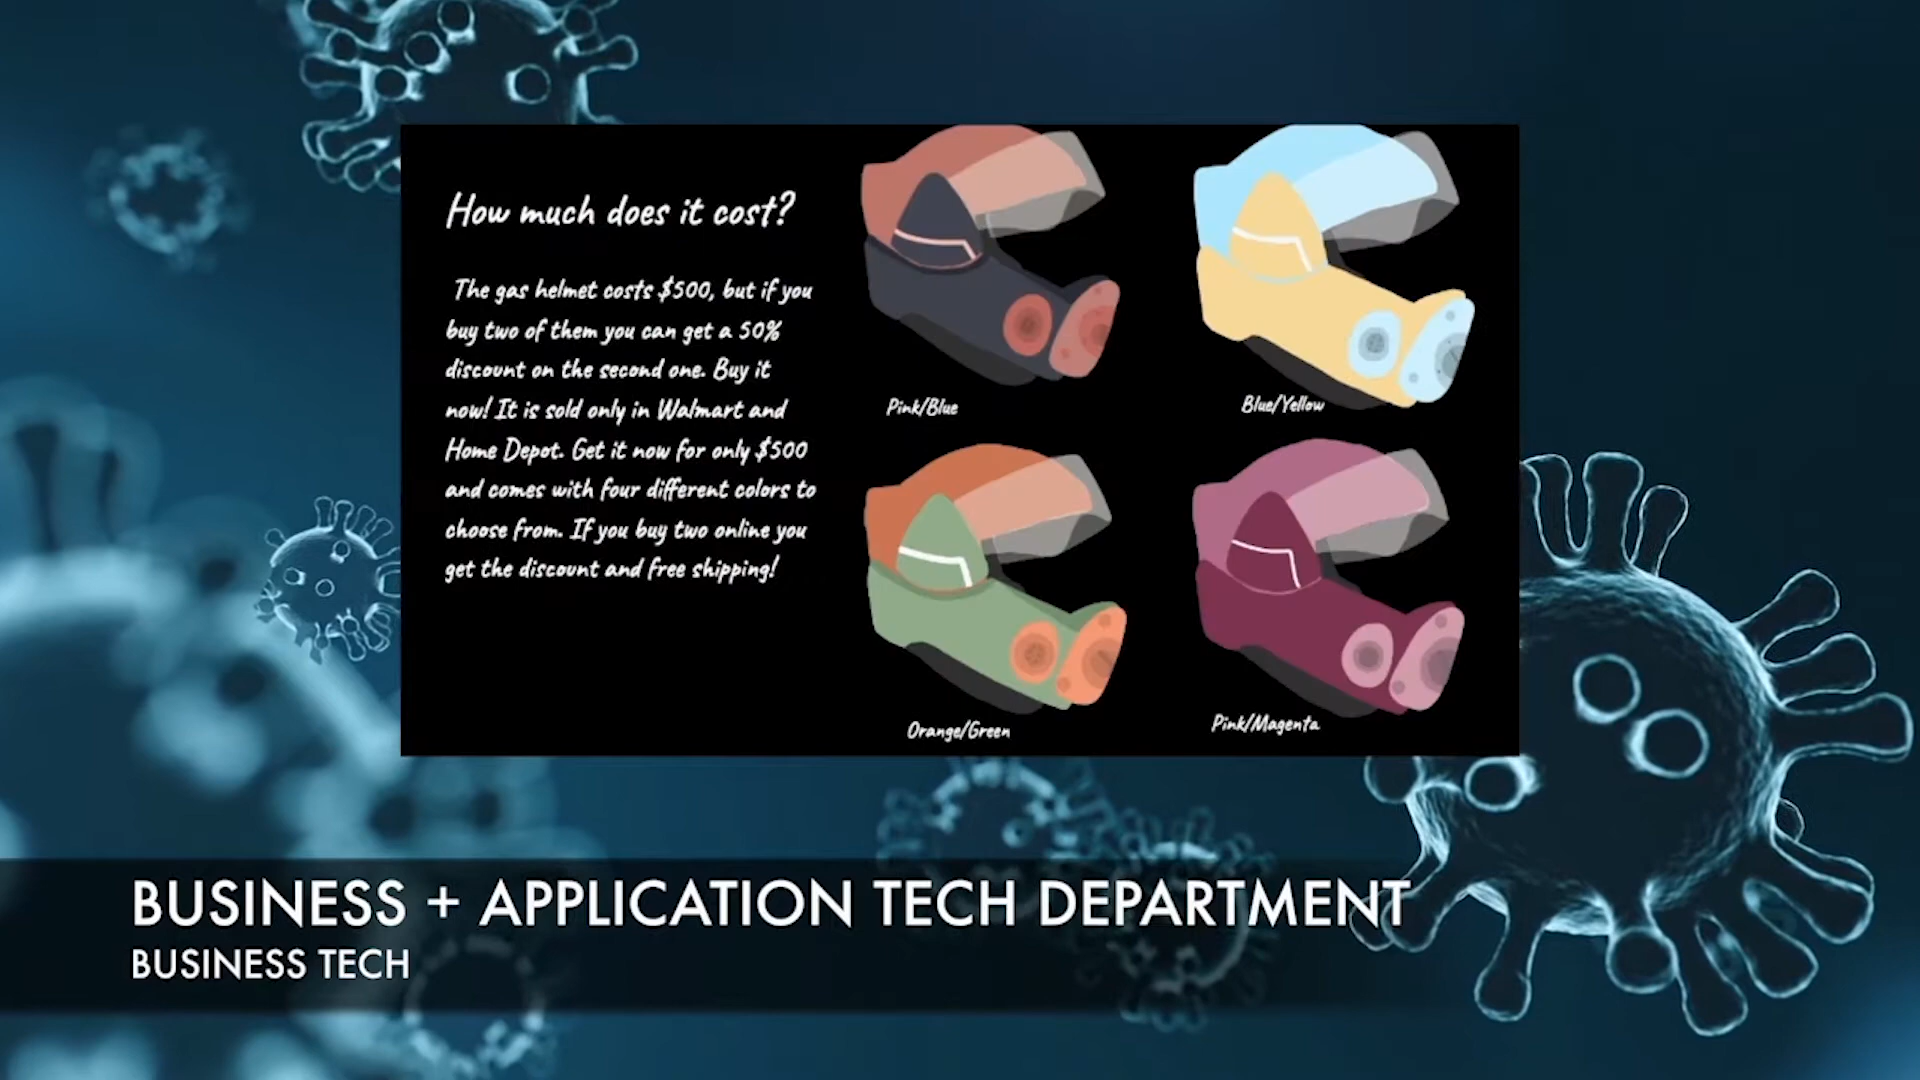 How much does it cost?
The gas helmet costs $500, but if you
buy two of them you can get a 50%
discount on the second one. Buy it
now! It is sold only in Walmart and
Home Depot. Get it now for only $500
and comes with four different colors to
choose from. If you buy two online you
get the discount and free shipping!
Pink/Blue
Blue/Yellow
Orange/Green
Pink/Magenta
BUSINESS + APPLICATION TECH DEPARTMENT
BUSINESS TECH